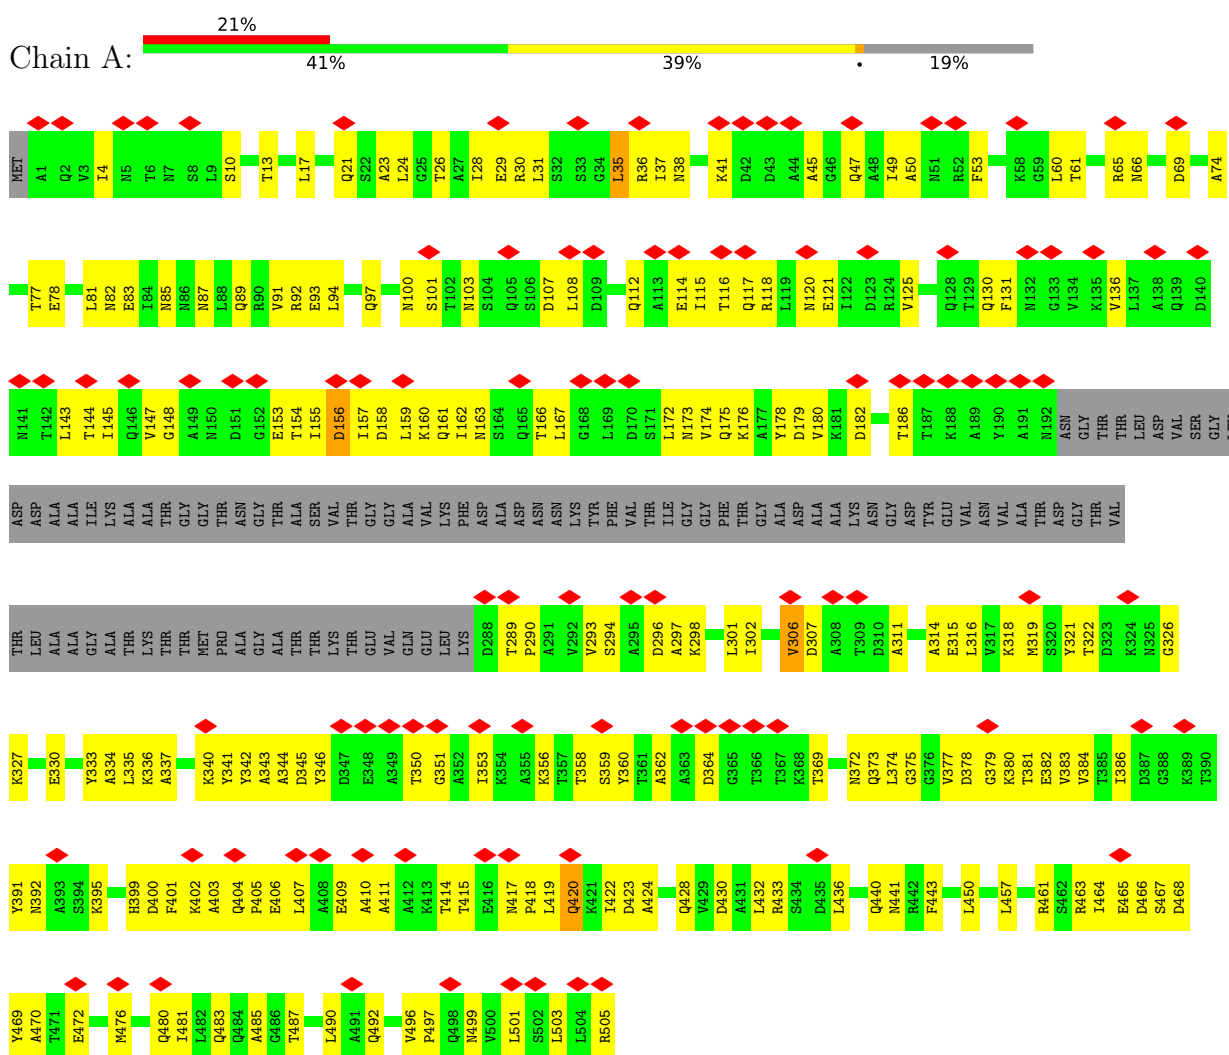 21%
Chain A:
41% 39% • 19%
MET A1 Q2 V3 I4 N5 T6 N7 S8 L9 S10 T13 L17 Q21 S22 A23 L24 G25 T26 A27 I28 E29 R30 L31 S32 S33 G34 L35 R36 I37 N38 K41 D42 D43 A44 A45 G46 Q47 A48 I49 A50 N51 R52 F53 K58 G59 L60 T61 R65 N66 D69 A74
T77 E78 L81 N82 E83 I84 N85 N86 N87 L88 Q89 R90 V91 R92 E93 L94 Q97 N100 S101 T102 N103 S104 Q105 S106 D107 L108 D109 Q112 A113 E114 I115 T116 Q117 R118 L119 N120 E121 I122 D123 R124 V125 Q128 T129 Q130 F131 N132 G133 V134 K135 V136 L137 A138 Q139 D140
N141 T142 L143 T144 I145 Q146 V147 G148 A149 N150 D151 G152 E153 T154 I155 D156 I157 D158 L159 K160 Q161 I162 N163 S164 Q165 T166 L167 G168 L169 D170 S171 L172 N173 V174 Q175 K176 A177 Y178 D179 V180 K181 D182 T186 T187 K188 A189 Y190 A191 N192 ASN GLY THR THR LEU ASP VAL SER GLY
ASP ASP ALA ALA ILE LYS ALA ALA THR GLY GLY THR ASN GLY THR ALA SER VAL THR GLY GLY ALA VAL LYS PHE ASP ALA ASP ASN ASN LYS TYR PHE VAL THR ILE GLY GLY PHE THR GLY ALA ASP ALA ALA LYS ASN GLY ASP TYR GLU VAL ASN VAL ALA THR ASP GLY THR VAL
THR LEU ALA ALA GLY ALA THR LYS THR THR MET PRO ALA GLY ALA THR THR LYS THR GLU VAL GLN GLU LEU LYS D288 T289 P290 A291 V292 V293 S294 A295 D296 A297 K298 L301 I302 V306 D307 A308 T309 D310 A311 A314 E315 L316 V317 K318 M319 S320 Y321 T322 D323 K324 N325 G326
K327 E330 Y333 A334 L335 K336 A337 K340 Y341 Y342 A343 A344 D345 Y346 D347 E348 A349 T350 G351 A352 I353 K354 A355 K356 T357 T358 S359 Y360 T361 A362 A363 D364 G365 T366 T367 K368 T369 N372 Q373 L374 G375 G376 V377 D378 G379 K380 T381 E382 V383 V384 T385 I386 D387 G388 K389 T390
Y391 N392 A393 S394 K395 H399 D400 F401 K402 A403 Q404 P405 E406 L407 A408 E409 A410 A411 A412 K413 T414 T415 E416 N417 P418 L419 Q420 K421 I422 D423 A424 Q428 V429 D430 A431 L432 R433 S434 D435 L436 Q440 N441 R442 F443 L450 L457 R461 S462 R463 I464 E465 D466 S467 D468
Y469 A470 T471 E472 M476 Q480 I481 L482 Q483 Q484 A485 G486 T487 L490 A491 Q492 V496 P497 Q498 N499 V500 L501 S502 L503 L504 R505